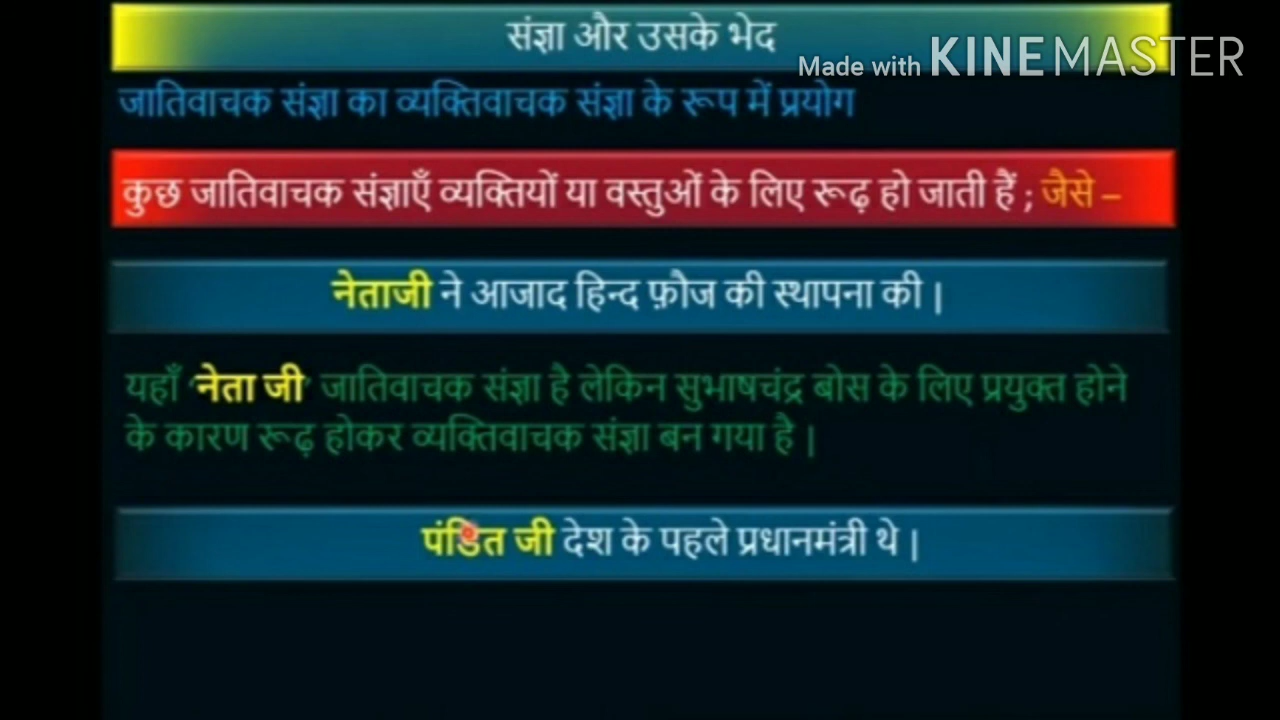 संज्ञा और उसके भेद
Made with KINEMASTER
जातिवाचक संज्ञा का व्यक्तिवाचक संज्ञा के रूप में प्रयोग
कुछ जातिवाचक संज्ञाएँ व्यक्तियों या वस्तुओं के लिए रूढ़ हो जाती हैं ; जैसे –
नेताजी ने आजाद हिन्द फ़ौज की स्थापना की |
यहाँ ‘नेता जी’ जातिवाचक संज्ञा है लेकिन सुभाषचंद्र बोस के लिए प्रयुक्त होने
के कारण रूढ़ होकर व्यक्तिवाचक संज्ञा बन गया है |
पंडित जी देश के पहले प्रधानमंत्री थे |